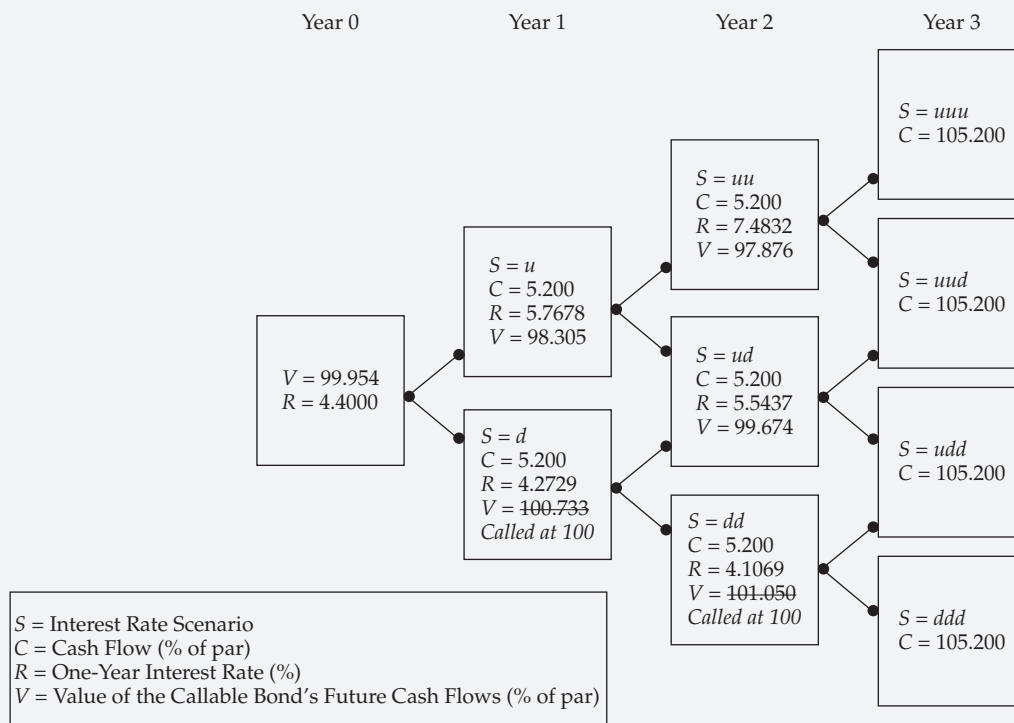 Year 0
Year 1
Year 2
Year 3
V = 99.954
R = 4.4000
S = u
C = 5.200
R = 5.7678
V = 98.305
S = d
C = 5.200
R = 4.2729
V = 100.733
Called at 100
S = uu
C = 5.200
R = 7.4832
V = 97.876
S = ud
C = 5.200
R = 5.5437
V = 99.674
S = dd
C = 5.200
R = 4.1069
V = 101.050
Called at 100
S = uuu
C = 105.200
S = uud
C = 105.200
S = udd
C = 105.200
S = ddd
C = 105.200
S = Interest Rate Scenario
C = Cash Flow (% of par)
R = One-Year Interest Rate (%)
V = Value of the Callable Bond's Future Cash Flows (% of par)